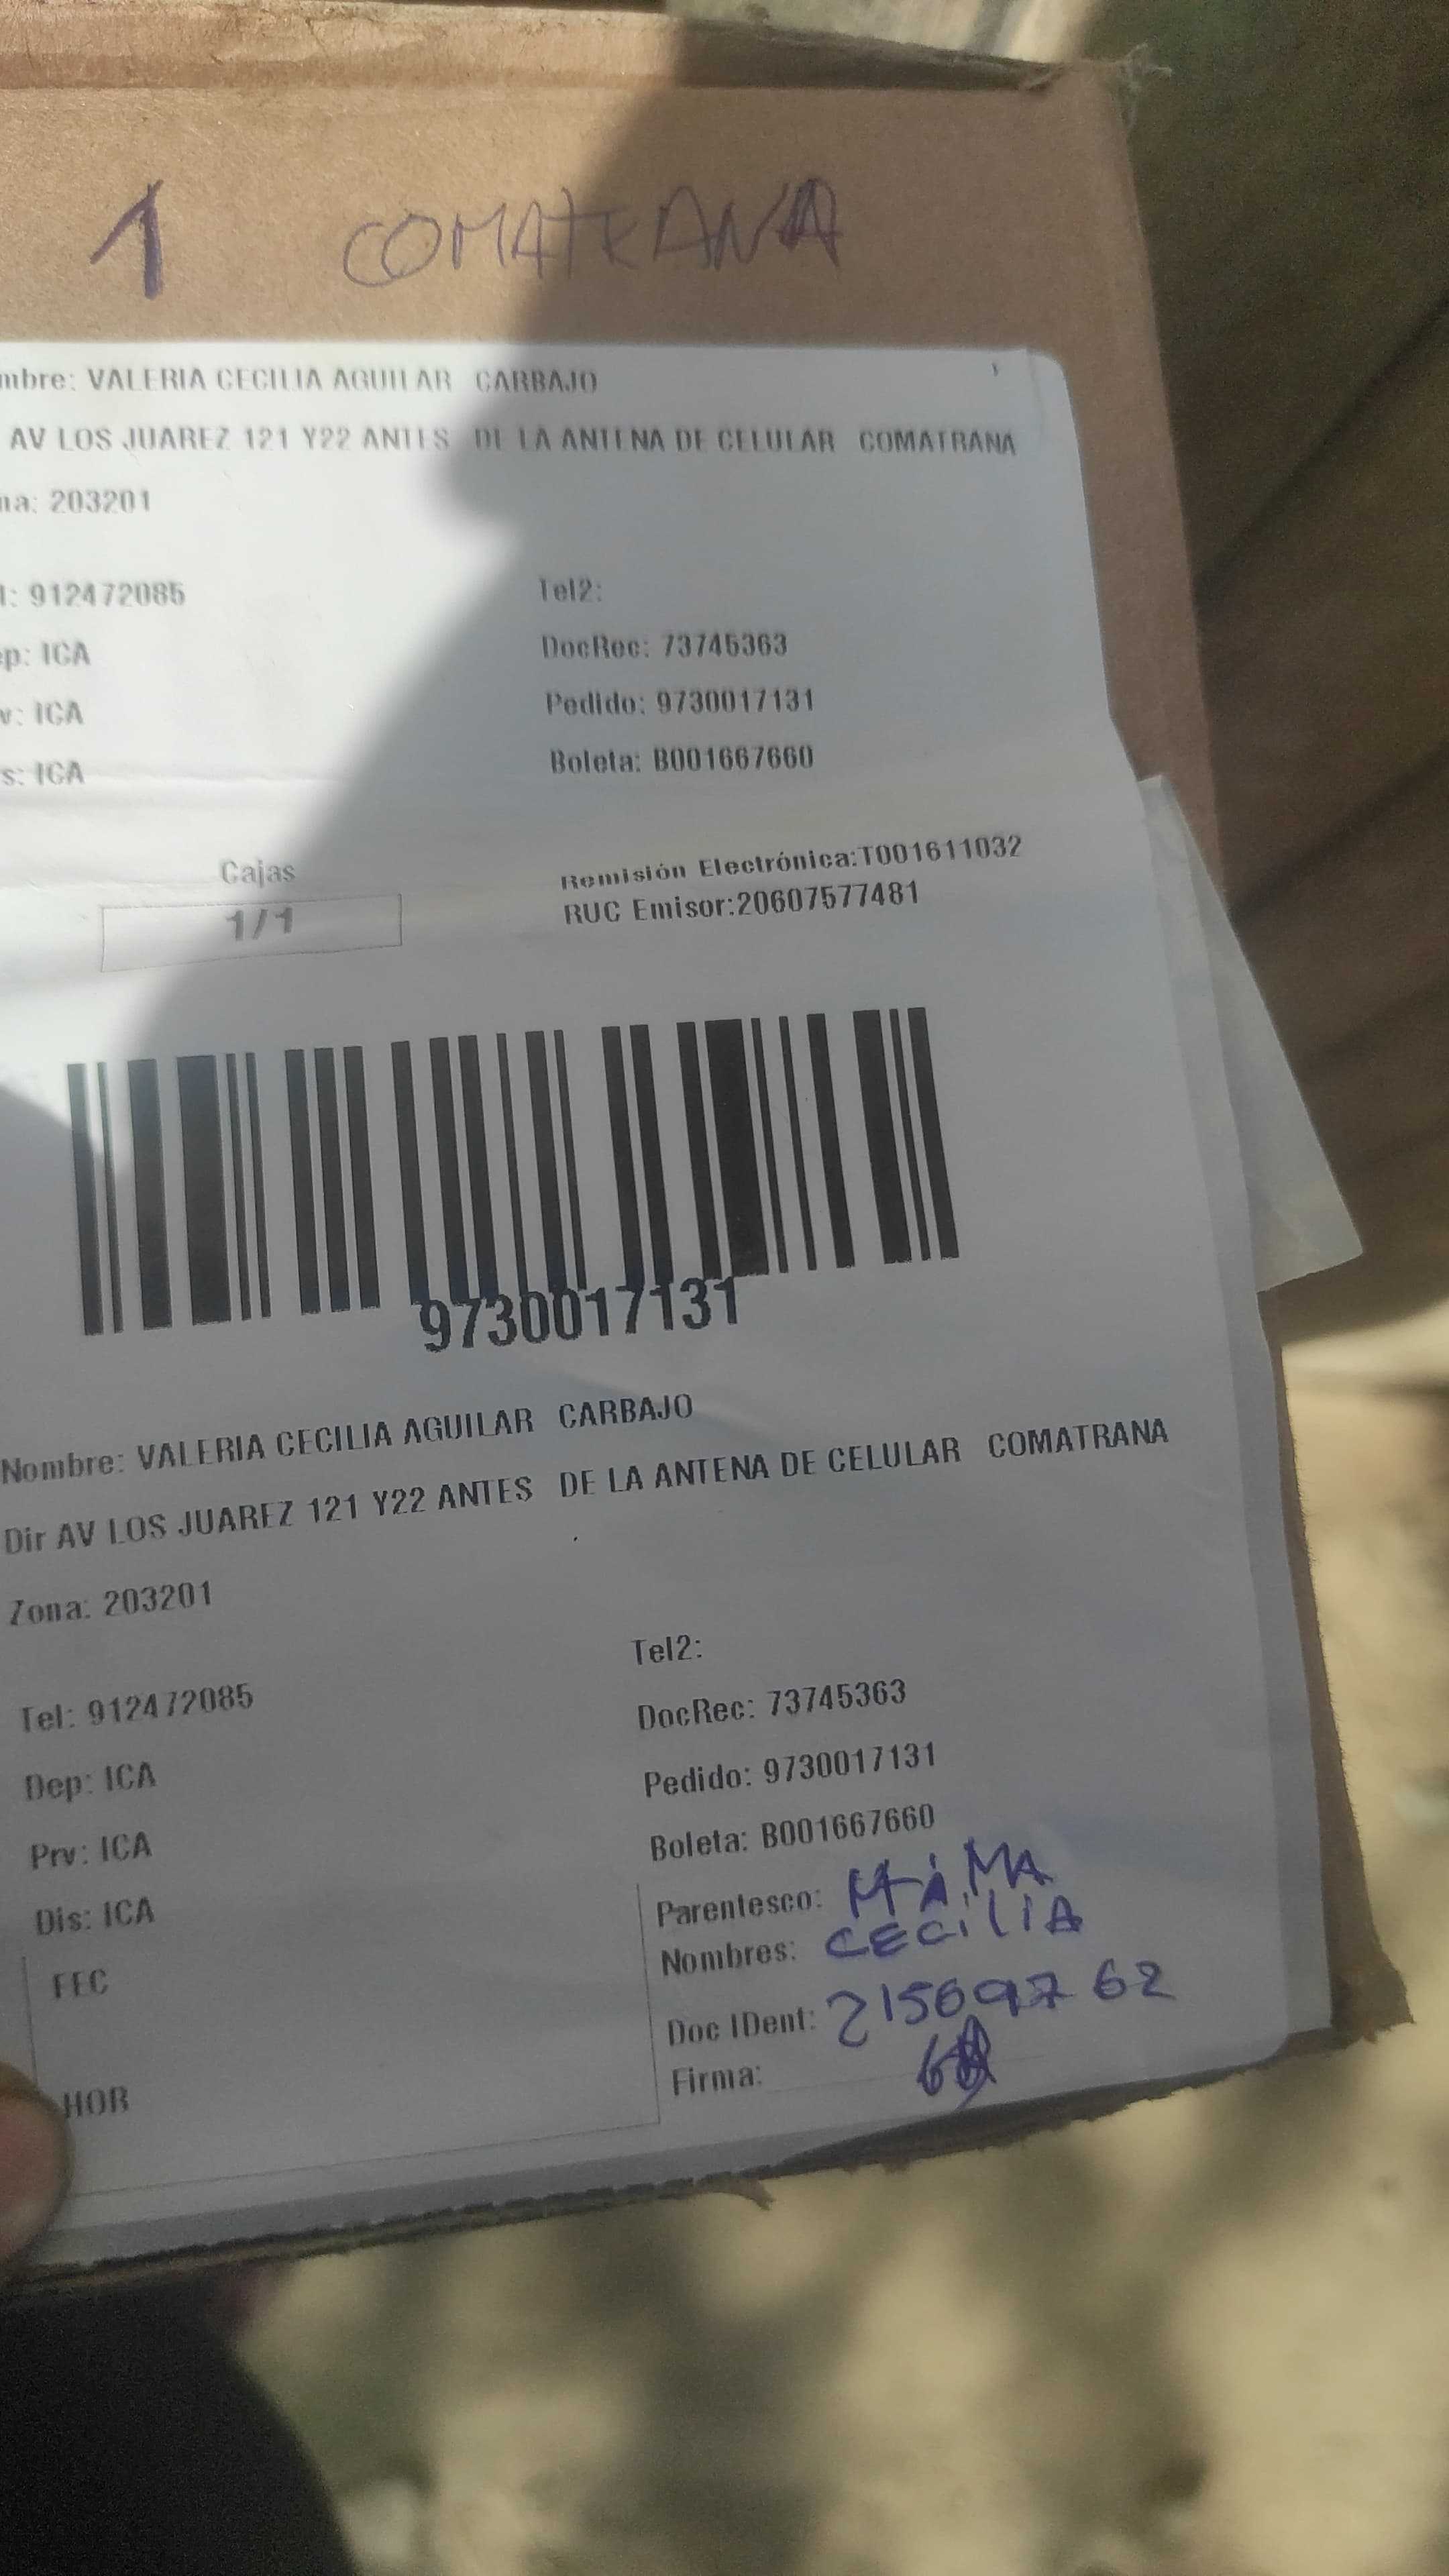 1 COMATRANA
mbre: VALERIA CECILIA AGUILAR CARBAJO
AV LOS JUAREZ 121 Y22 ANTES DE LA ANTENA DE CELULAR COMATRANA
na: 203201
Tel2:
1: 912472085
DocRec: 73745363
p: ICA
Pedido: 9730017131
v: ICA
Boleta: B001667660
s: ICA
Cajas
Remisión Electrónica:T001611032
1/1
RUC Emisor:20607577481
9730017131
Nombre: VALERIA CECILIA AGUILAR CARBAJO
Dir AV LOS JUAREZ 121 Y22 ANTES DE LA ANTENA DE CELULAR COMATRANA
Zona: 203201
Tel2:
Tel: 912472085
DocRec: 73745363
Dep: ICA
Pedido: 9730017131
Prv: ICA
Boleta: B001667660
Dis: ICA
Parentesco: MAMA
Nombres: CECILIA
FEC
Doc IDent:
Firma:
HOR